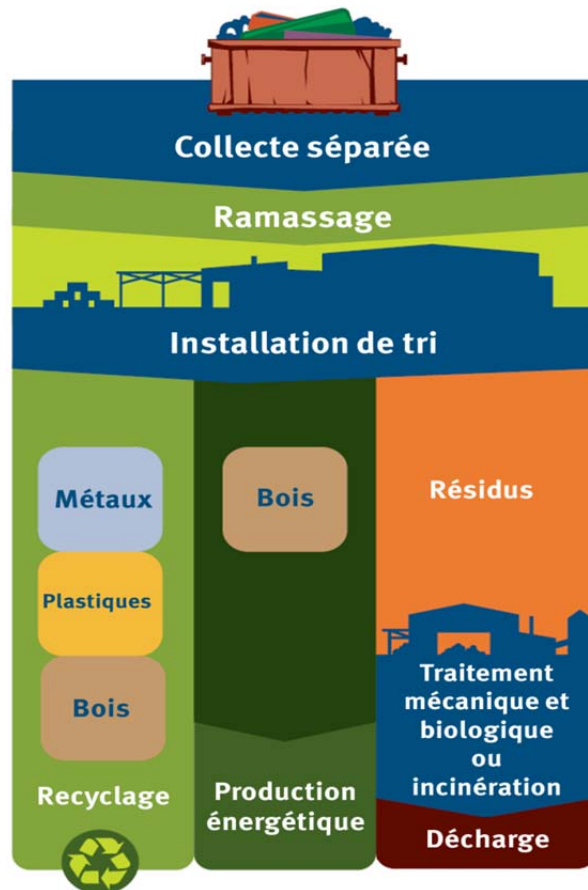 Collecte séparée
Ramassage
Installation de tri
Métaux
Plastiques
Bois
Recyclage
Bois
Production
énergétique
Résidus
Traitement
mécanique et
biologique
ou
incinération
Décharge